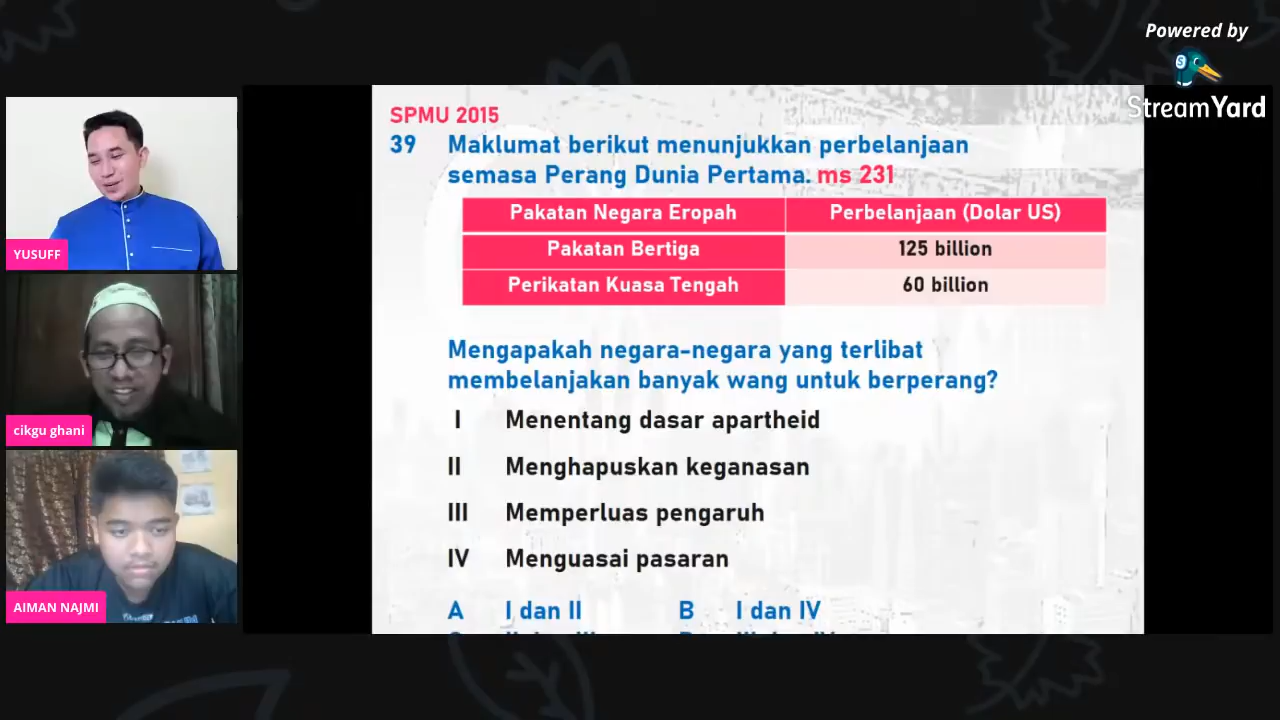 Powered by
StreamYard
SPMU 2015
39 Maklumat berikut menunjukkan perbelanjaan
semasa Perang Dunia Pertama. ms 231
Pakatan Negara Eropah Perbelanjaan (Dolar US)
Pakatan Bertiga 125 billion
Perikatan Kuasa Tengah 60 billion
Mengapakah negara-negara yang terlibat
membelanjakan banyak wang untuk berperang?
I Menentang dasar apartheid
II Menghapuskan keganasan
III Memperluas pengaruh
IV Menguasai pasaran
A I dan II B I dan IV
YUSUFF
cikgu ghani
AIMAN NAJMI